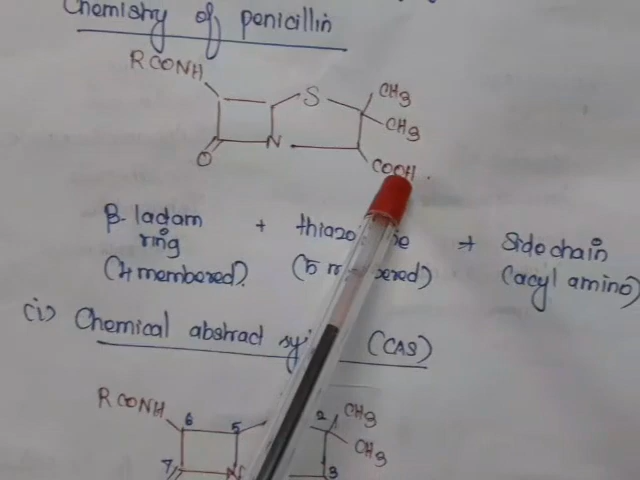 Chemistry of penicillin
RCONH
S
CH3
CH3
N
O
COOH
β-lactam + + Side chain
ring
(4 membered). (5 (acyl amino)
(i) Chemical abstract (CAS)
RCONH
6 5 2 CH3
CH3
7 N 3